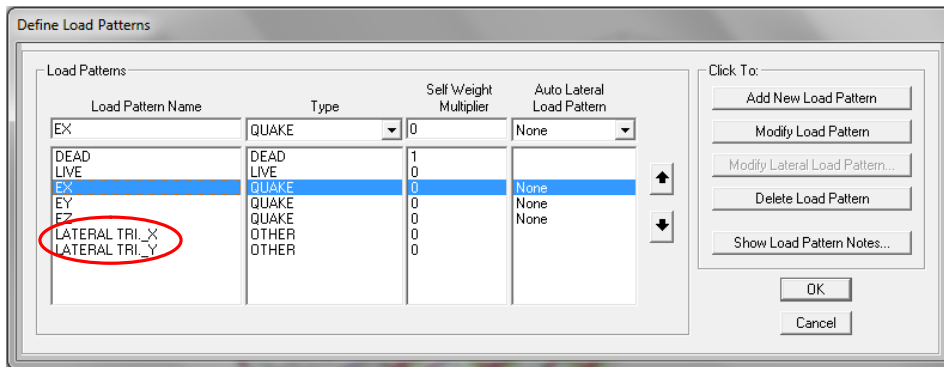 Define Load Patterns
Load Patterns
Click To:
Load Pattern Name Type Self Weight Multiplier Auto Lateral Load Pattern
EX QUAKE 0 None
DEAD DEAD 1
LIVE LIVE 0
EX QUAKE 0 None
EY QUAKE 0 None
EZ QUAKE 0 None
LATERAL TRI._X OTHER 0
LATERAL TRI._Y OTHER 0
Add New Load Pattern
Modify Load Pattern
Modify Lateral Load Pattern...
Delete Load Pattern
Show Load Pattern Notes...
OK
Cancel